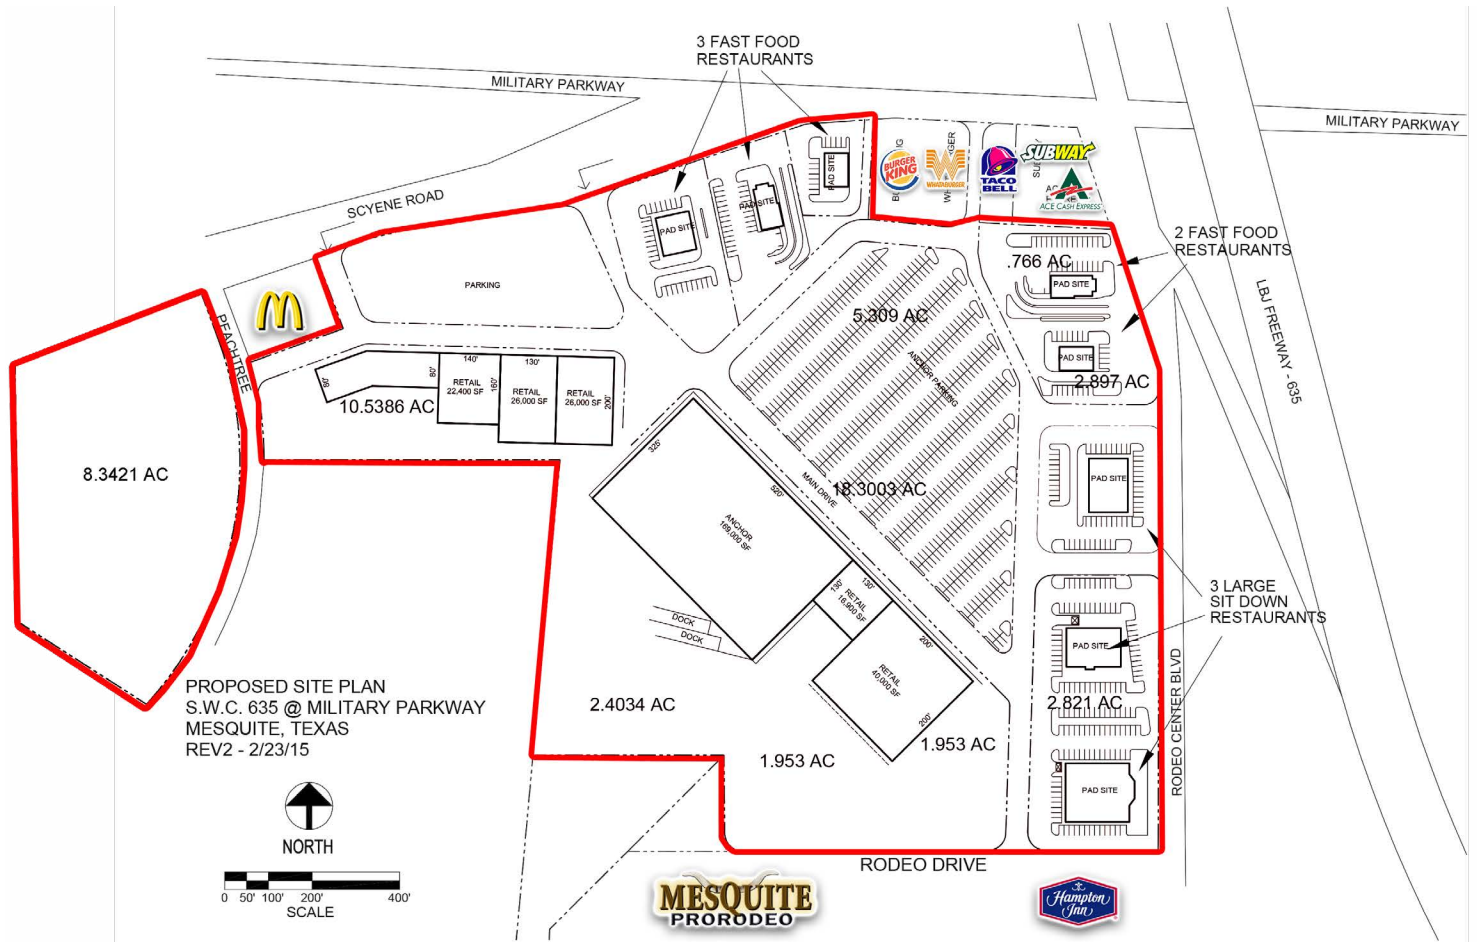 3 FAST FOOD
RESTAURANTS
MILITARY PARKWAY
MILITARY PARKWAY
SCYENE ROAD
PEACHTREE
PARKING
PAD SITE
PAD SITE
PAD SITE
BURGER
KING
WHATABURGER
TACO
BELL
SUBWAY
ACE CASH EXPRESS
2 FAST FOOD
RESTAURANTS
.766 AC
PAD SITE
PAD SITE
2.897 AC
LBJ FREEWAY - 635
5.309 AC
ANCHOR PARKING
18.3003 AC
MAIN DRIVE
80'
80'
140'
RETAIL
22,400 SF
160'
130'
RETAIL
26,000 SF
RETAIL
26,000 SF
200'
10.5386 AC
8.3421 AC
325'
520'
ANCHOR
169,000 SF
130'
130'
RETAIL
16,900 SF
DOCK
DOCK
200'
RETAIL
40,000 SF
200'
PAD SITE
3 LARGE
SIT DOWN
RESTAURANTS
PAD SITE
2.821 AC
PAD SITE
RODEO CENTER BLVD
2.4034 AC
1.953 AC
1.953 AC
PROPOSED SITE PLAN
S.W.C. 635 @ MILITARY PARKWAY
MESQUITE, TEXAS
REV2 - 2/23/15
NORTH
0 50' 100' 200' 400'
SCALE
RODEO DRIVE
MESQUITE
PRORODEO
Hampton
Inn